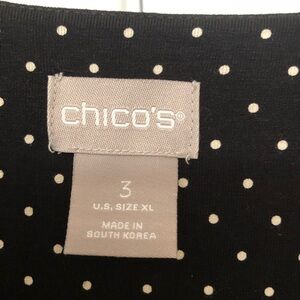 chico's®
3
U.S. SIZE XL
MADE IN
SOUTH KOREA